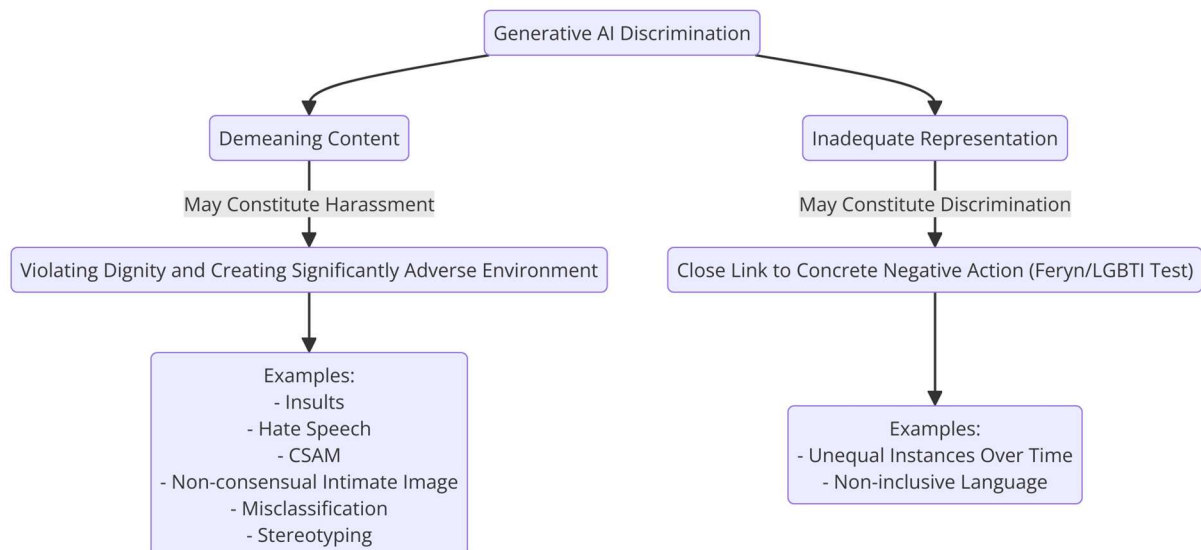 Generative AI Discrimination
Demeaning Content
Inadequate Representation
May Constitute Harassment
May Constitute Discrimination
Violating Dignity and Creating Significantly Adverse Environment
Close Link to Concrete Negative Action (Feryn/LGBTI Test)
Examples:
- Insults
- Hate Speech
- CSAM
- Non-consensual Intimate Image
- Misclassification
- Stereotyping
Examples:
- Unequal Instances Over Time
- Non-inclusive Language